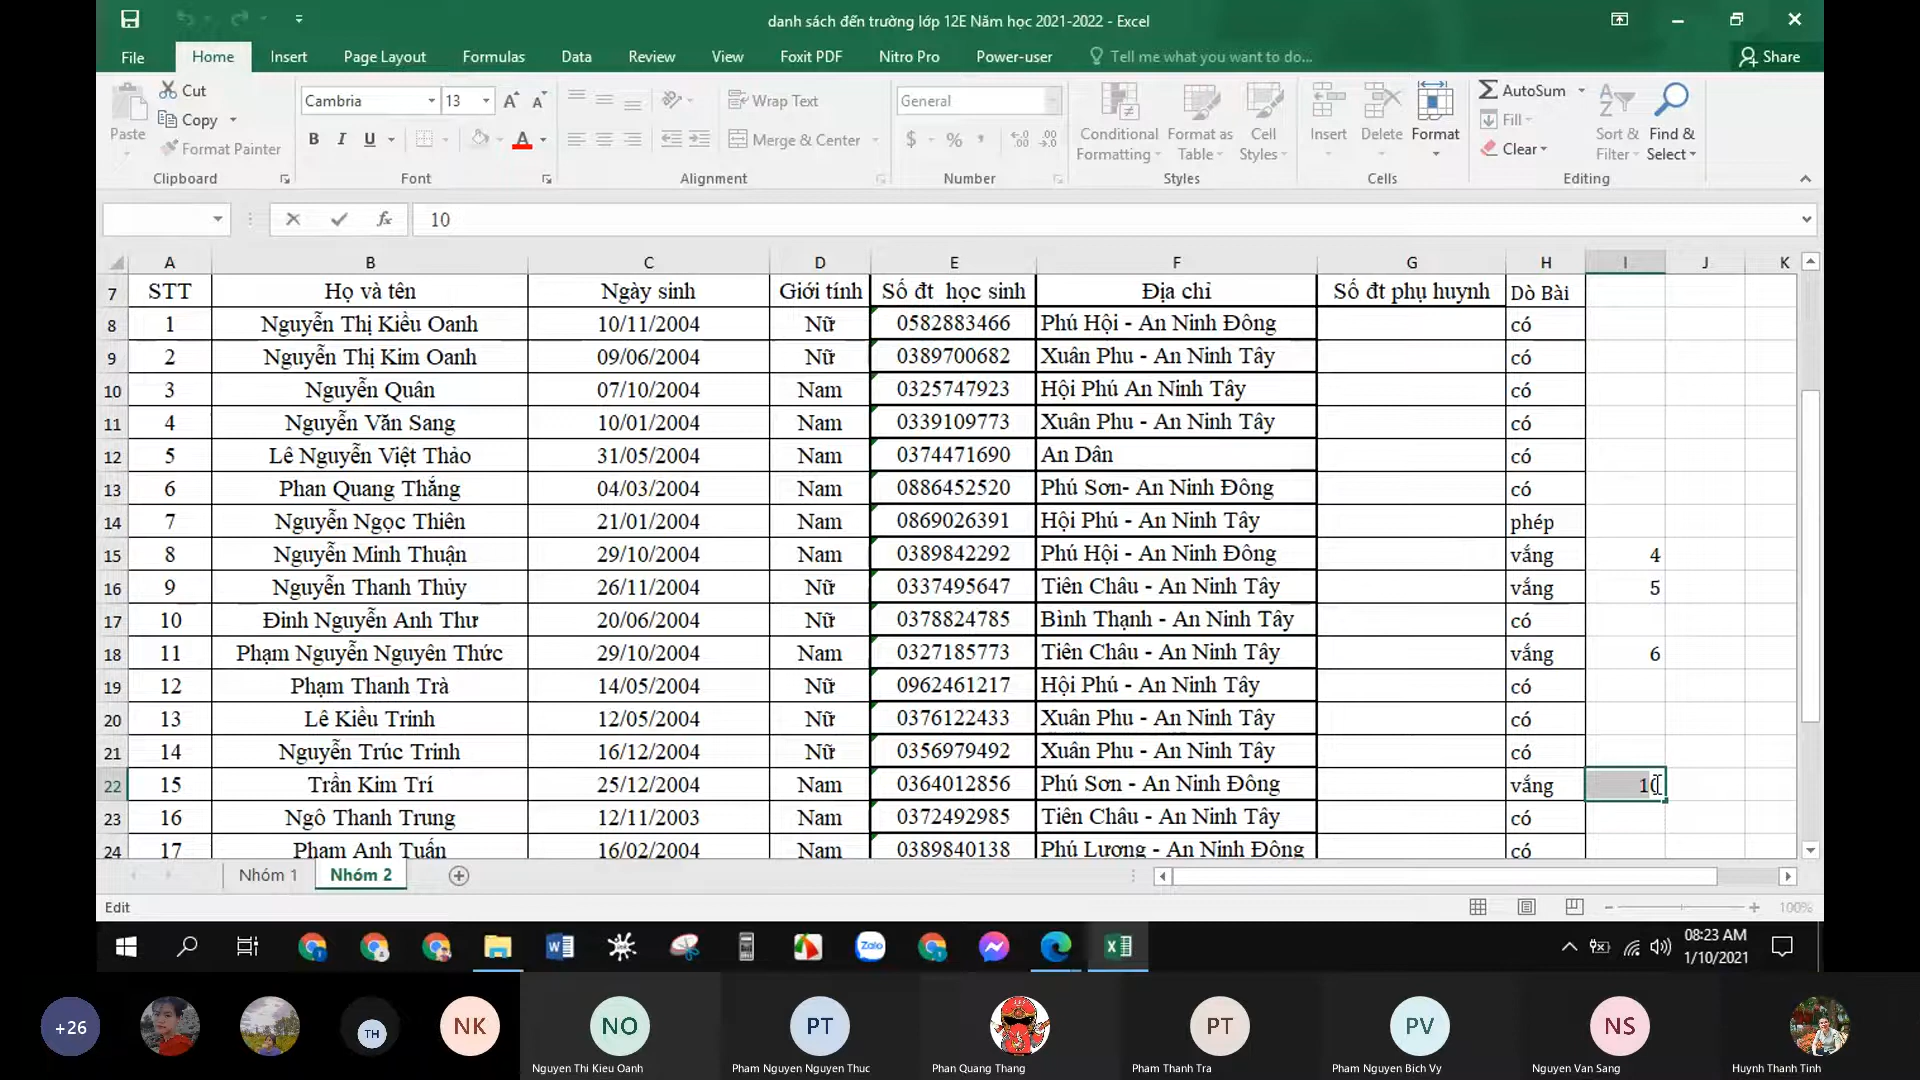 danh sách đến trường lớp 12E Năm học 2021-2022 - Excel
File Home Insert Page Layout Formulas Data Review View Foxit PDF Nitro Pro Power-user Tell me what you want to do... Share
Cut
Copy
Format Painter
Paste
Clipboard
Cambria 13
B I U
Font
Wrap Text
Merge & Center
Alignment
General
$ %
Number
Conditional Formatting
Format as Table
Cell Styles
Styles
Insert Delete Format
Cells
AutoSum
Fill
Clear
Sort & Filter
Find & Select
Editing
fx 10
A B C D E F G H I J K
7 STT Họ và tên Ngày sinh Giới tính Số đt học sinh Địa chỉ Số đt phụ huynh Dò Bài
8 1 Nguyễn Thị Kiều Oanh 10/11/2004 Nữ 0582883466 Phú Hội - An Ninh Đông có
9 2 Nguyễn Thị Kim Oanh 09/06/2004 Nữ 0389700682 Xuân Phu - An Ninh Tây có
10 3 Nguyễn Quân 07/10/2004 Nam 0325747923 Hội Phú An Ninh Tây có
11 4 Nguyễn Văn Sang 10/01/2004 Nam 0339109773 Xuân Phu - An Ninh Tây có
12 5 Lê Nguyễn Việt Thảo 31/05/2004 Nam 0374471690 An Dân có
13 6 Phan Quang Thắng 04/03/2004 Nam 0886452520 Phú Sơn- An Ninh Đông có
14 7 Nguyễn Ngọc Thiên 21/01/2004 Nam 0869026391 Hội Phú - An Ninh Tây phép
15 8 Nguyễn Minh Thuận 29/10/2004 Nam 0389842292 Phú Hội - An Ninh Đông vắng 4
16 9 Nguyễn Thanh Thủy 26/11/2004 Nữ 0337495647 Tiên Châu - An Ninh Tây vắng 5
17 10 Đinh Nguyễn Anh Thư 20/06/2004 Nữ 0378824785 Bình Thạnh - An Ninh Tây có
18 11 Phạm Nguyễn Nguyên Thức 29/10/2004 Nam 0327185773 Tiên Châu - An Ninh Tây vắng 6
19 12 Phạm Thanh Trà 14/05/2004 Nữ 0962461217 Hội Phú - An Ninh Tây có
20 13 Lê Kiều Trinh 12/05/2004 Nữ 0376122433 Xuân Phu - An Ninh Tây có
21 14 Nguyễn Trúc Trinh 16/12/2004 Nữ 0356979492 Xuân Phu - An Ninh Tây có
22 15 Trần Kim Trí 25/12/2004 Nam 0364012856 Phú Sơn - An Ninh Đông vắng 10
23 16 Ngô Thanh Trung 12/11/2003 Nam 0372492985 Tiên Châu - An Ninh Tây có
24 17 Phạm Anh Tuấn 16/02/2004 Nam 0389840138 Phú Lương - An Ninh Đông có
Nhóm 1 Nhóm 2
Edit 100%
Zalo
08:23 AM
1/10/2021
+26 TH NK NO PT PT PV NS
Nguyen Thi Kieu Oanh Pham Nguyen Nguyen Thuc Phan Quang Thang Pham Thanh Tra Pham Nguyen Bich Vy Nguyen Van Sang Huynh Thanh Tinh